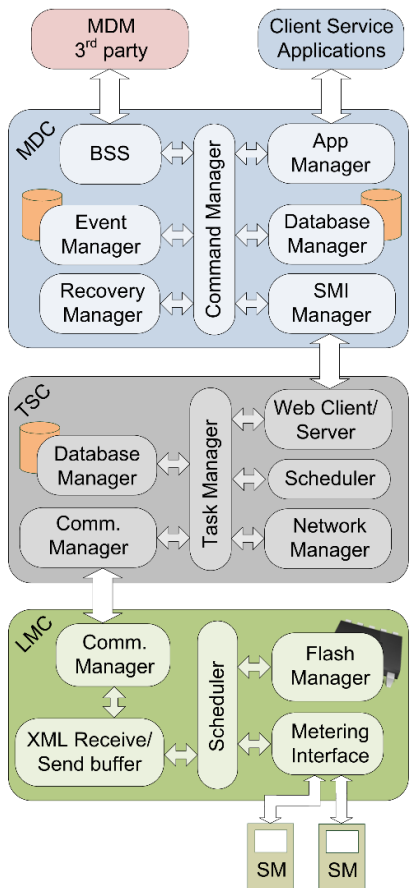 MDM
3rd party
Client Service
Applications
MDC
BSS
Command Manager
App
Manager
Event
Manager
Database
Manager
Recovery
Manager
SMI
Manager
TSC
Task Manager
Web Client/
Server
Database
Manager
Scheduler
Comm.
Manager
Network
Manager
LMC
Comm.
Manager
Scheduler
Flash
Manager
XML Receive/
Send buffer
Metering
Interface
SM
SM